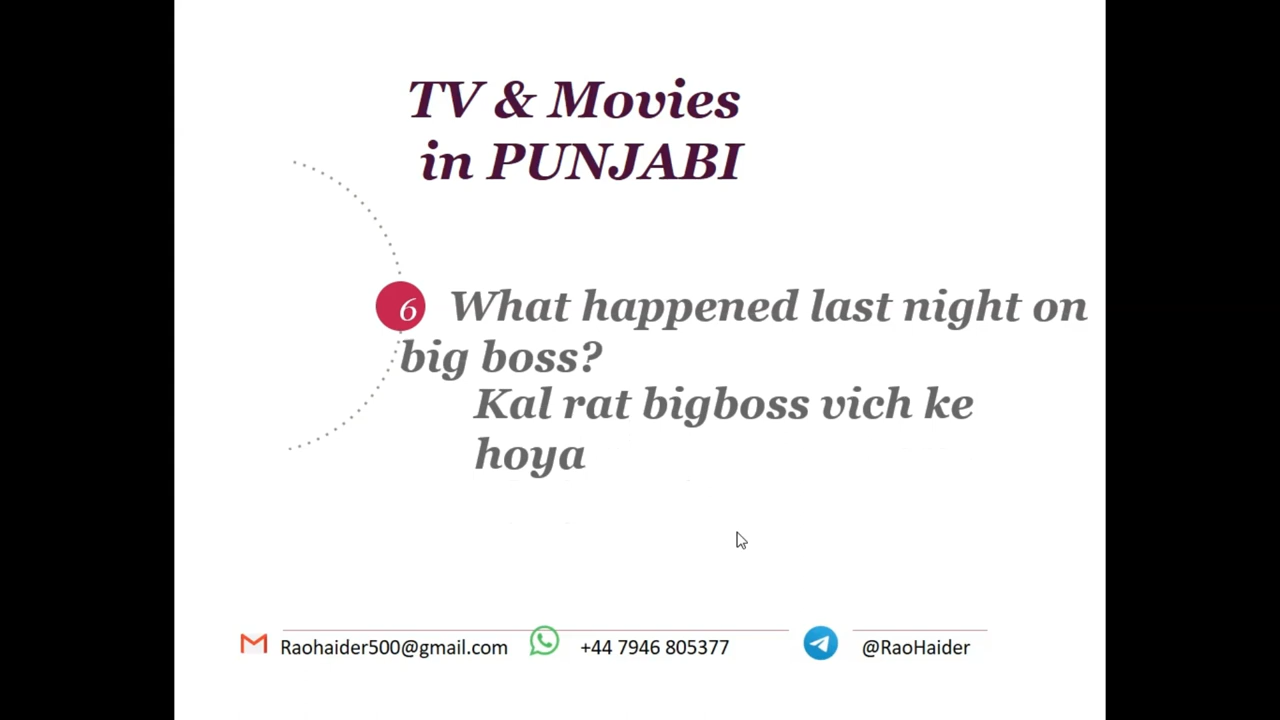 TV & Movies
in PUNJABI
6 What happened last night on
big boss?
Kal rat bigboss vich ke
hoya
Raohaider500@gmail.com +44 7946 805377 @RaoHaider